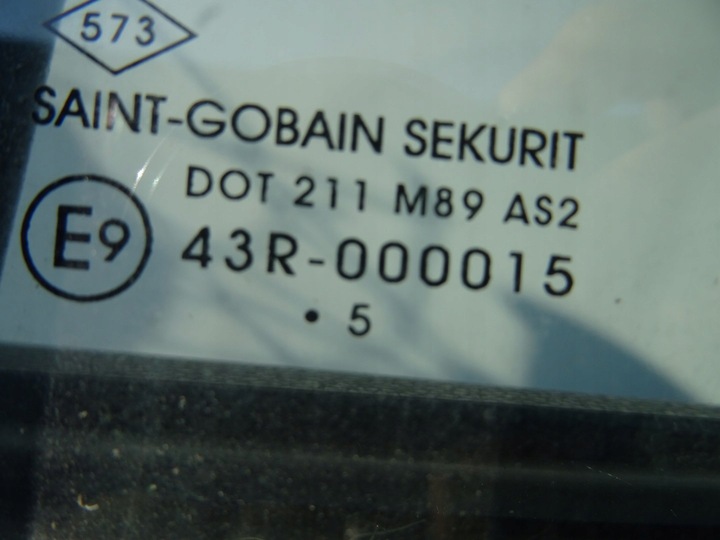 573
SAINT-GOBAIN SEKURIT
DOT 211 M89 AS2
E9 43R-000015
• 5